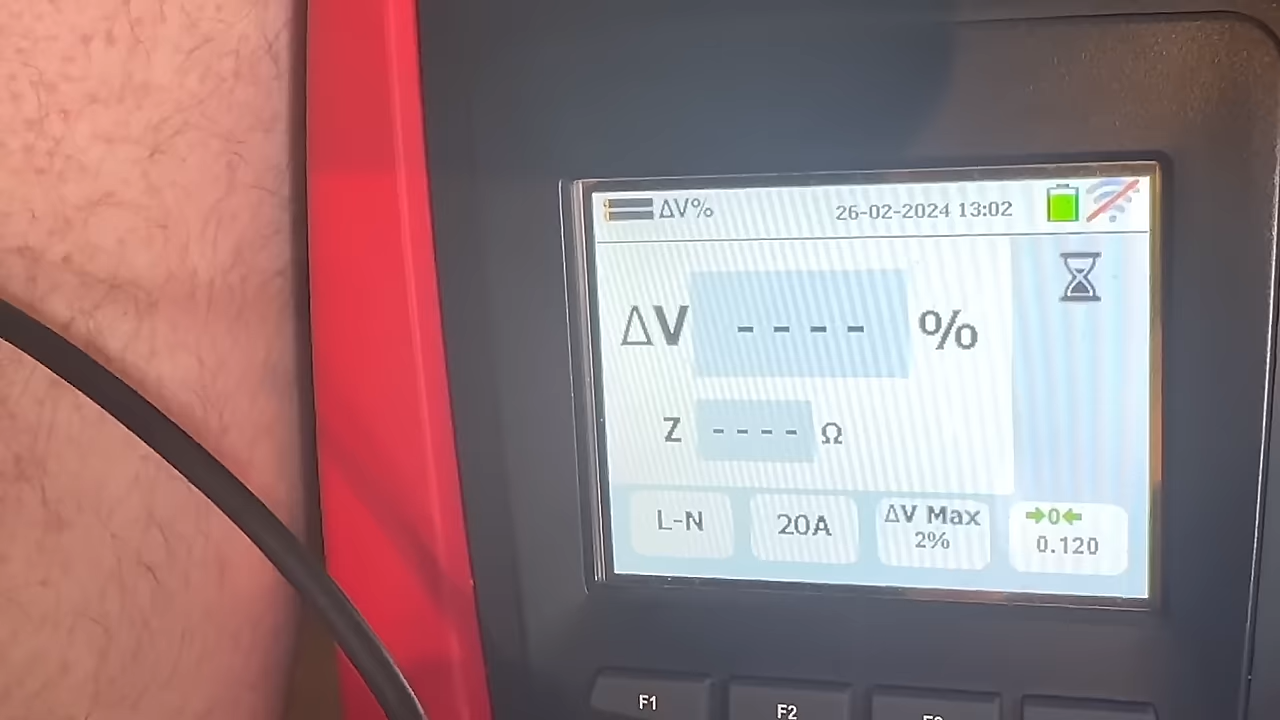 ΔV%
26-02-2024 13:02
ΔV - - - - %
Z - - - - Ω
L-N
20A
ΔV Max
2%
0
0.120
F1
F2